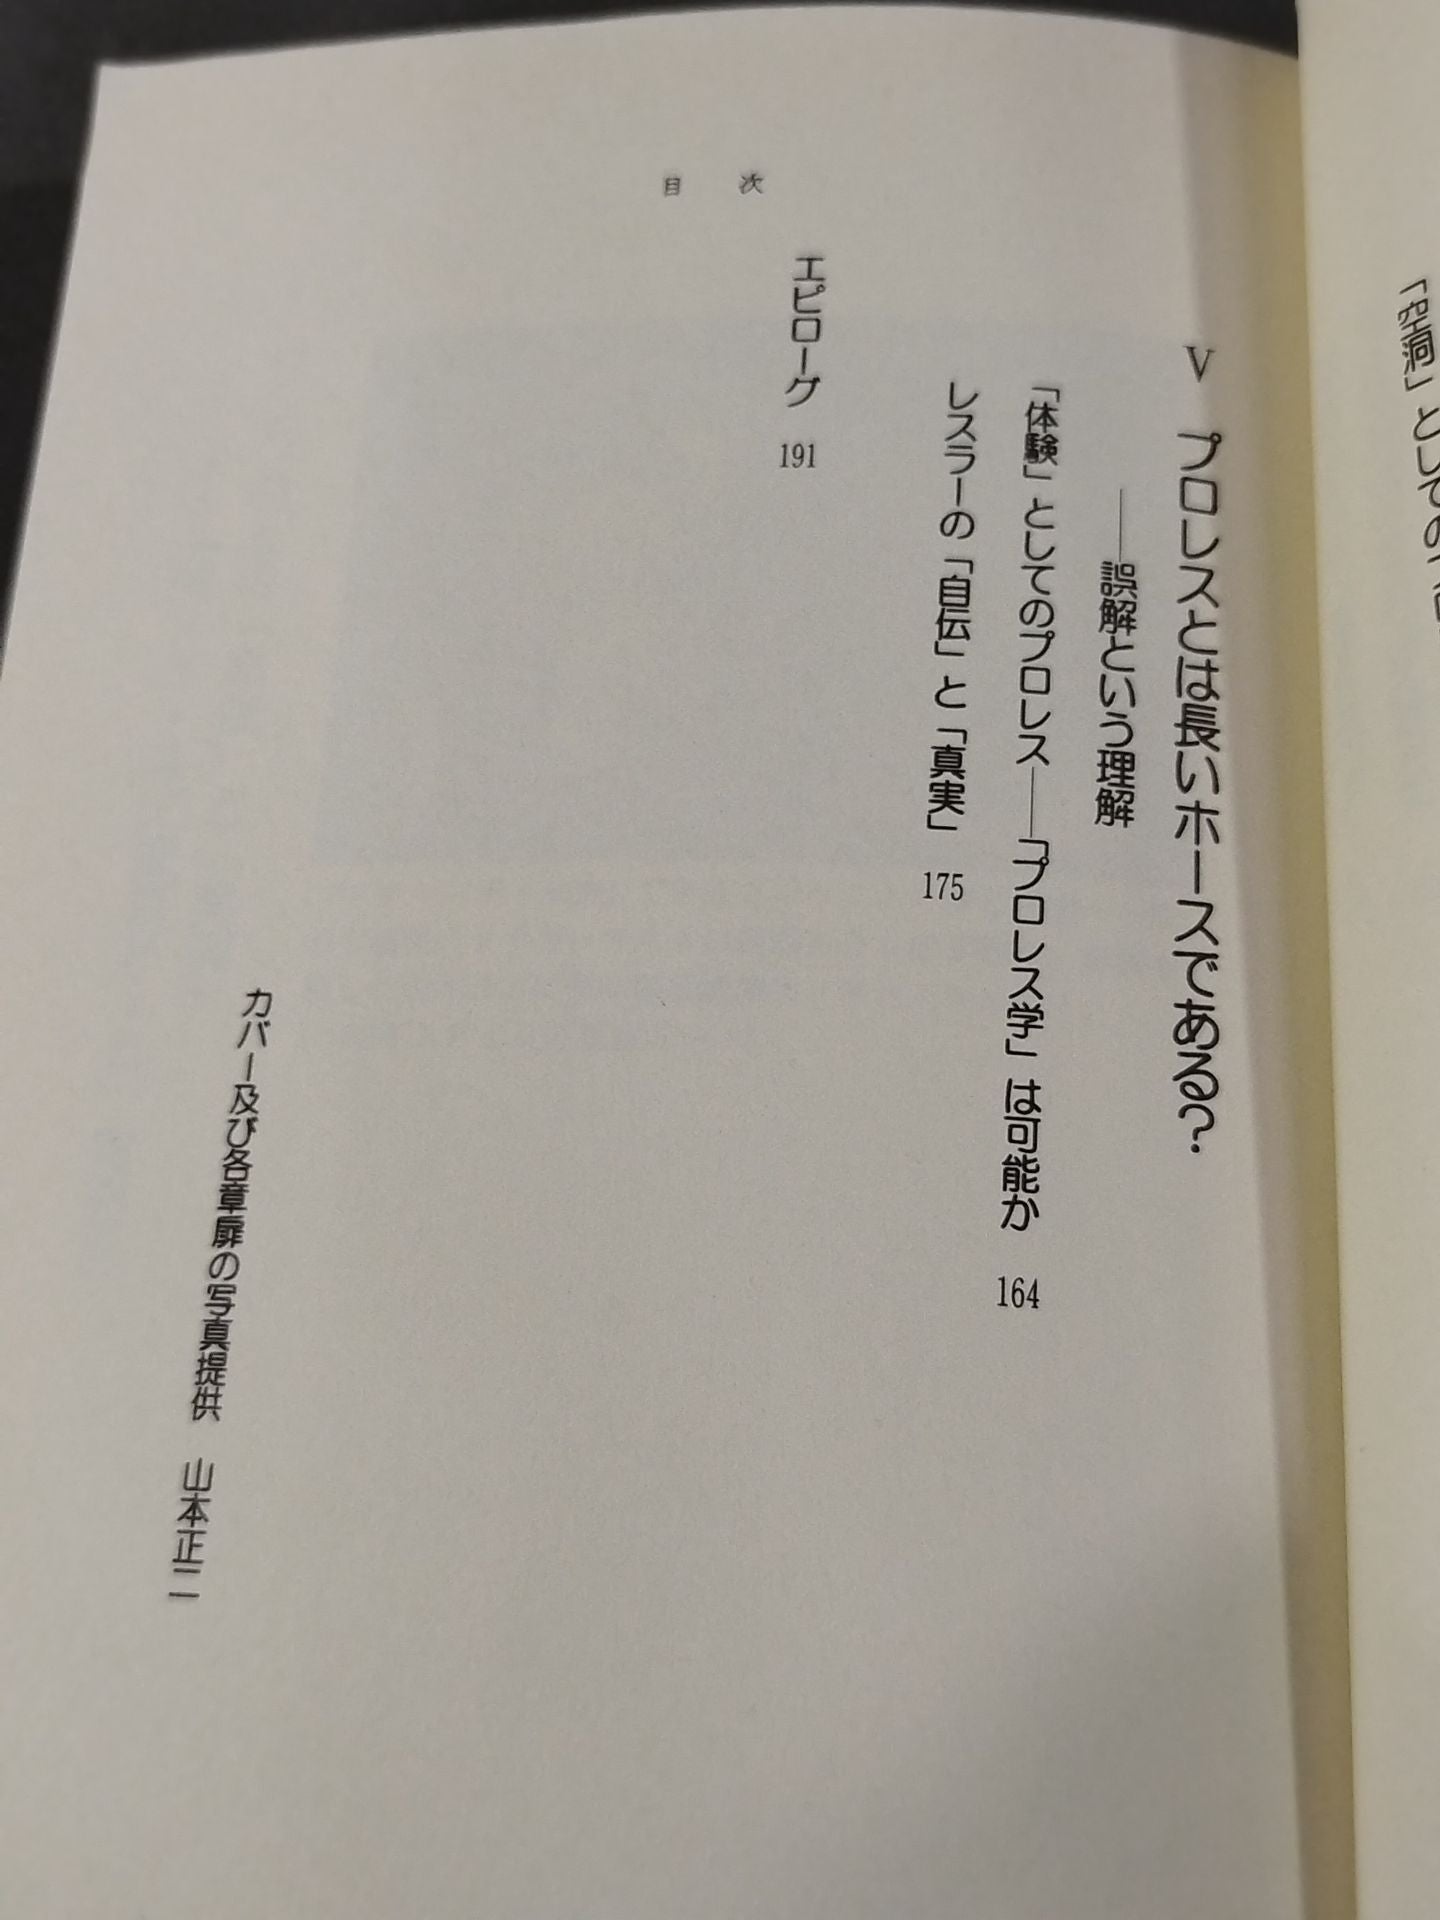 「空洞」としての
目 次
V プロレスとは長いホースである?
――誤解という理解
「体験」としてのプロレス――「プロレス学」は可能か 164
レスラーの「自伝」と「真実」 175
エピローグ 191
カバー及び各章扉の写真提供 山本正二